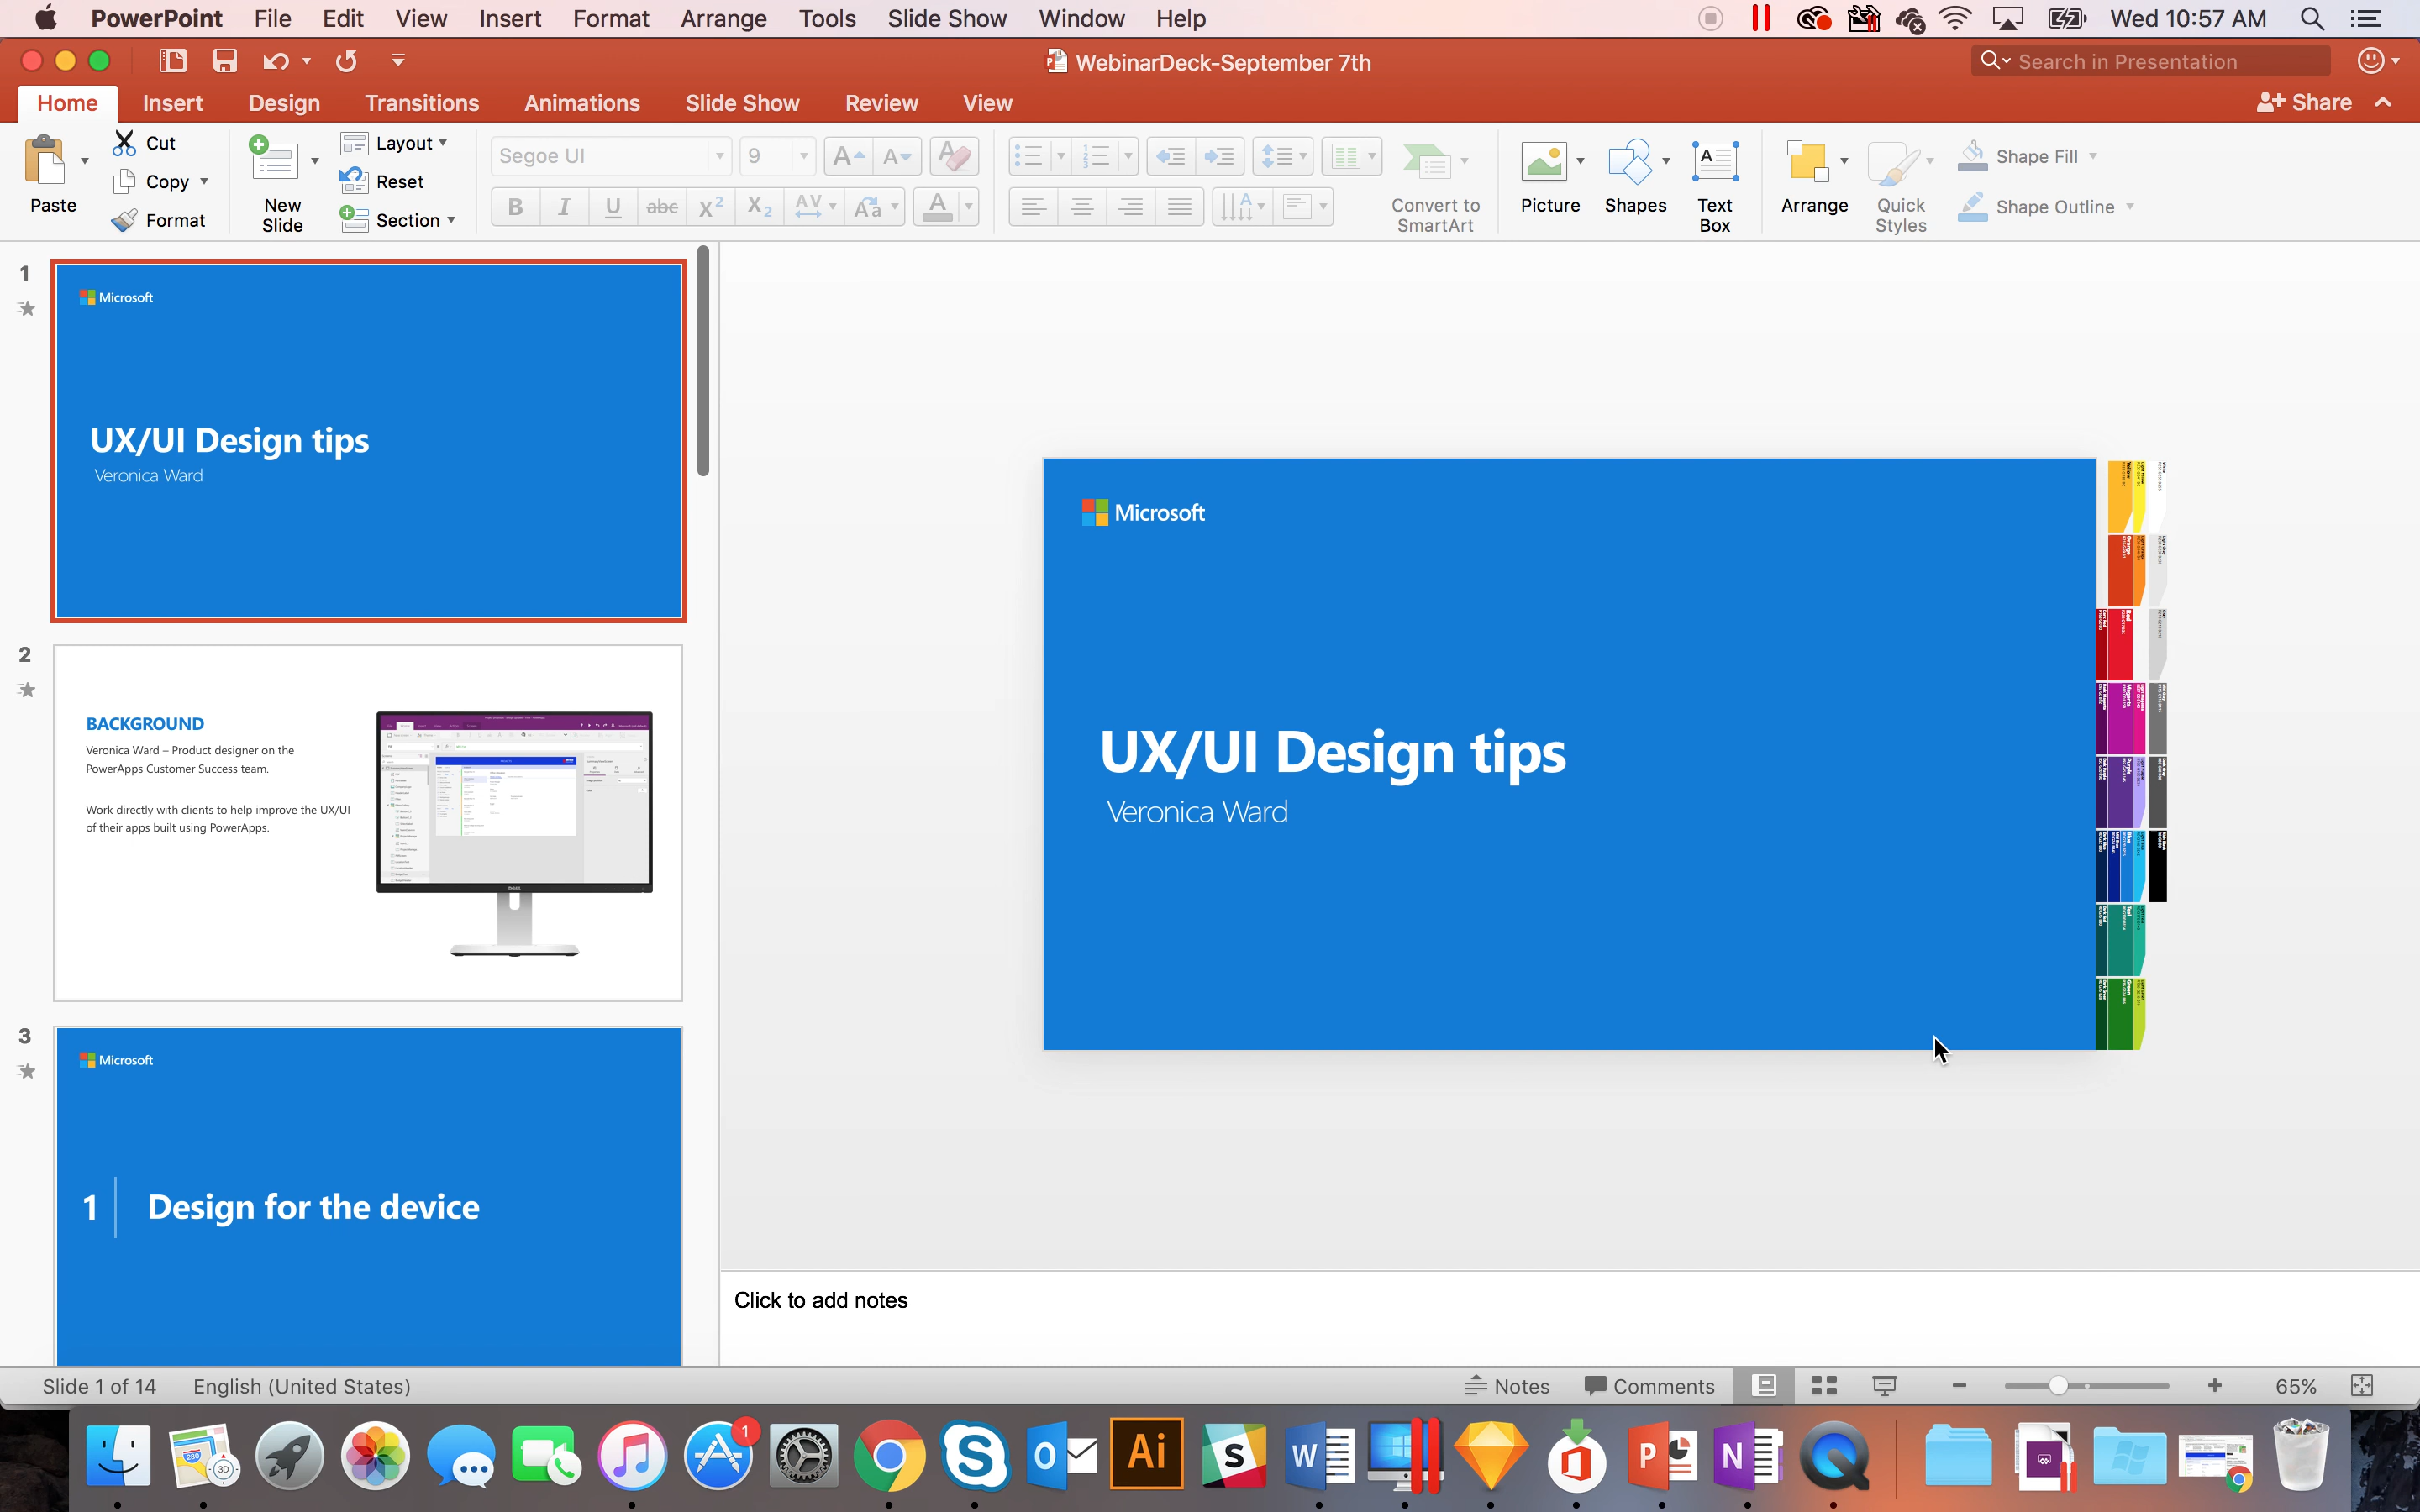 PowerPoint File Edit View Insert Format Arrange Tools Slide Show Window Help Wed 10:57 AM
WebinarDeck-September 7th
Search in Presentation
Home Insert Design Transitions Animations Slide Show Review View Share
Paste
Cut
Copy
Format
New
Slide
Layout
Reset
Section
Segoe UI 9
Convert to
SmartArt
Picture
Shapes
Text
Box
Arrange
Quick
Styles
Shape Fill
Shape Outline
1
Microsoft
UX/UI Design tips
Veronica Ward
2
BACKGROUND
Veronica Ward – Product designer on the
PowerApps Customer Success team.
Work directly with clients to help improve the UX/UI
of their apps built using PowerApps.
DELL
3
Microsoft
1 Design for the device
Microsoft
UX/UI Design tips
Veronica Ward
Click to add notes
Slide 1 of 14 English (United States) Notes Comments 65%